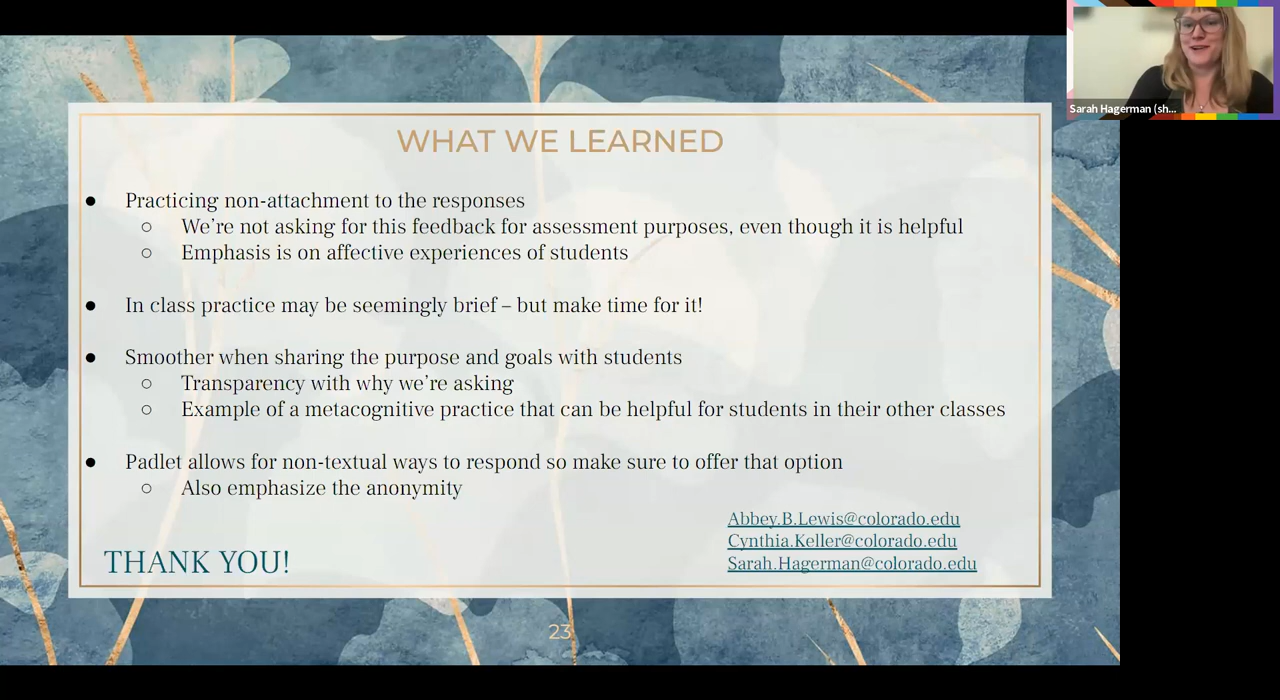 Sarah Hagerman (sh...
WHAT WE LEARNED
● Practicing non-attachment to the responses
○ We're not asking for this feedback for assessment purposes, even though it is helpful
○ Emphasis is on affective experiences of students
● In class practice may be seemingly brief – but make time for it!
● Smoother when sharing the purpose and goals with students
○ Transparency with why we're asking
○ Example of a metacognitive practice that can be helpful for students in their other classes
● Padlet allows for non-textual ways to respond so make sure to offer that option
○ Also emphasize the anonymity
Abbey.B.Lewis@colorado.edu
Cynthia.Keller@colorado.edu
Sarah.Hagerman@colorado.edu
THANK YOU!
23